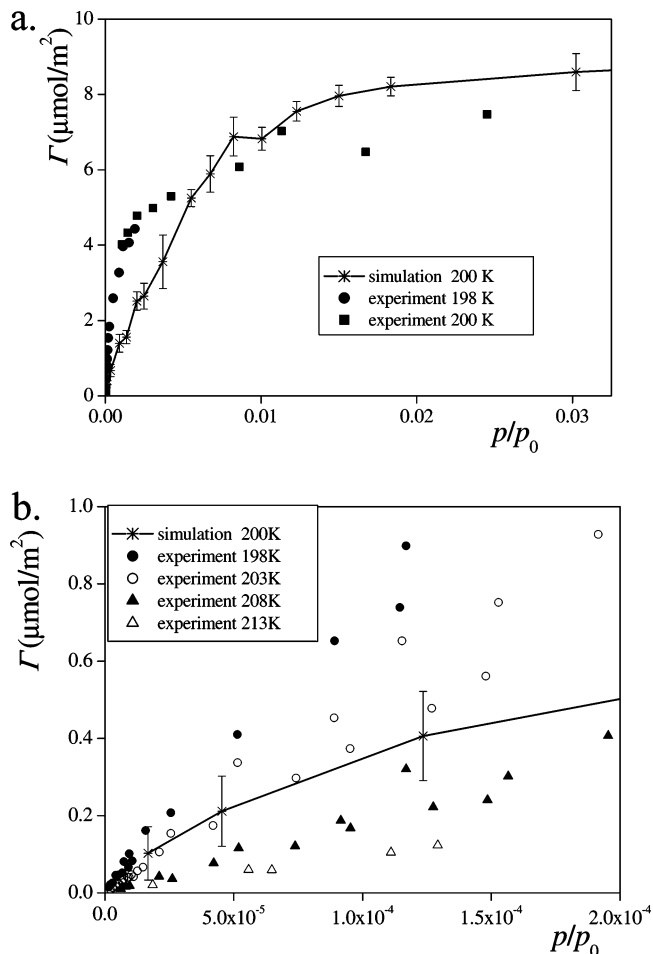 a.
Γ(μmol/m²)
10
8
6
4
2
0
simulation 200 K
experiment 198 K
experiment 200 K
0.00 0.01 0.02 0.03
p/p₀
b.
Γ(μmol/m²)
1.0
0.8
0.6
0.4
0.2
0.0
simulation 200K
experiment 198K
experiment 203K
experiment 208K
experiment 213K
0.0 5.0x10⁻⁵ 1.0x10⁻⁴ 1.5x10⁻⁴ 2.0x10⁻⁴
p/p₀